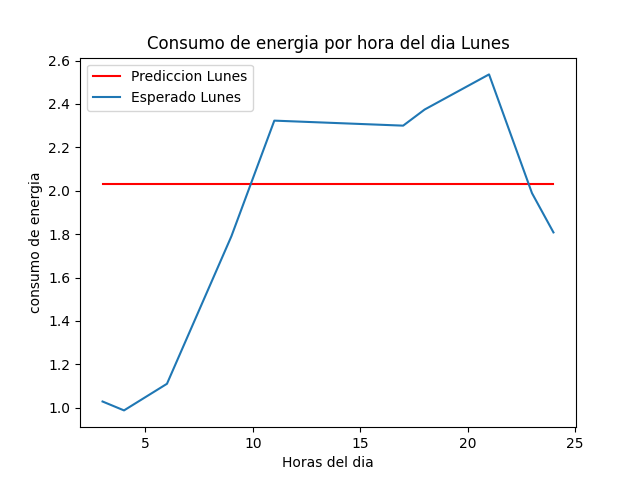 Consumo de energia por hora del dia Lunes
Prediccion Lunes
Esperado Lunes
consumo de energia
2.6
2.4
2.2
2.0
1.8
1.6
1.4
1.2
1.0
5 10 15 20 25
Horas del dia